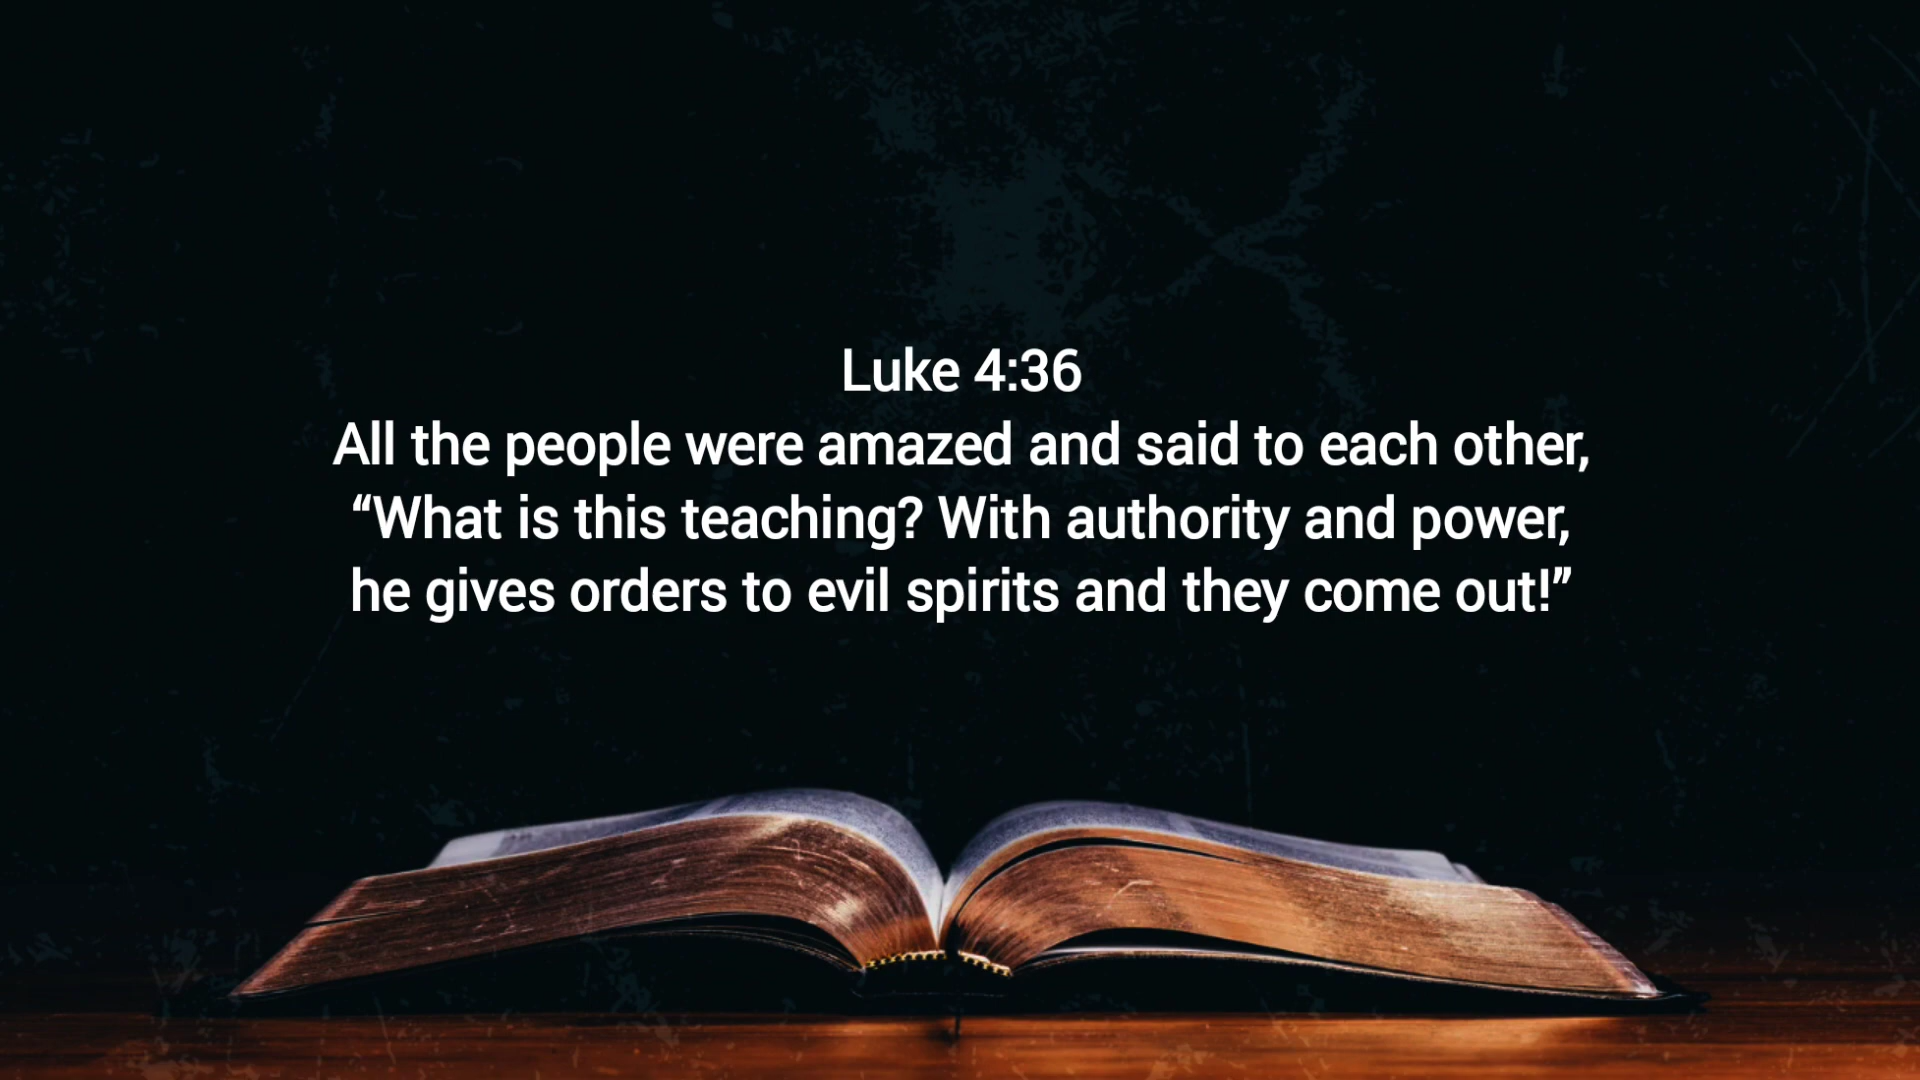 Luke 4:36
All the people were amazed and said to each other,
“What is this teaching? With authority and power,
he gives orders to evil spirits and they come out!”